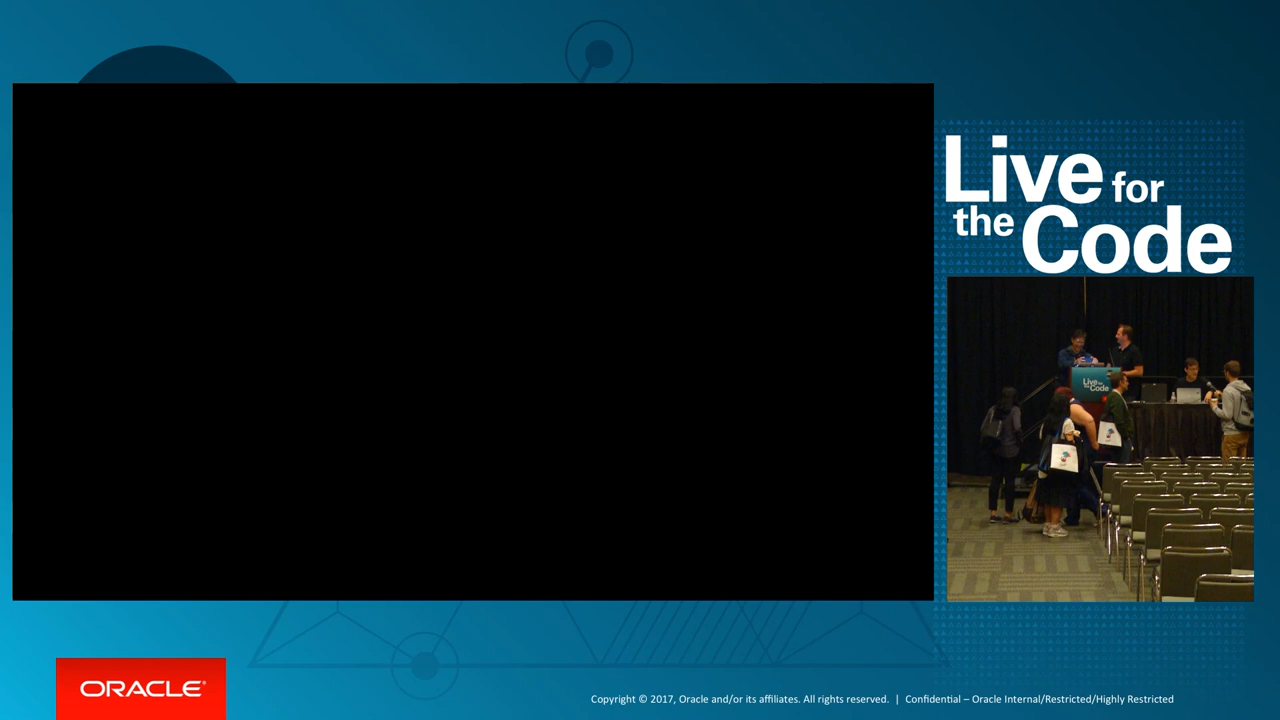 Live for
the Code
Live for
the Code
ORACLE®
Copyright © 2017, Oracle and/or its affiliates. All rights reserved. | Confidential – Oracle Internal/Restricted/Highly Restricted